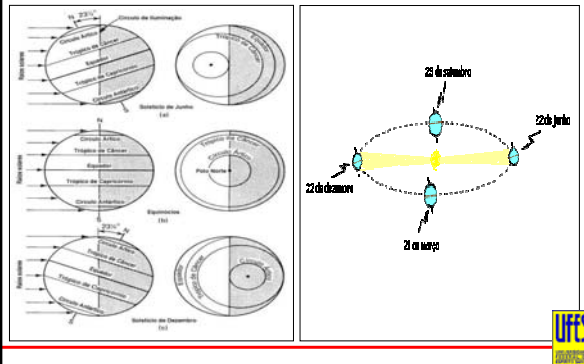 N 23½°
Círculo de Iluminação
Círculo Ártico
Trópico de Câncer
Equador
Trópico de Capricórnio
Círculo Antártico
S
Raios solares
Solstício de Junho
(a)
Equador
Trópico de Câncer
N
Círculo Ártico
Trópico de Câncer
Equador
Trópico de Capricórnio
Círculo Antártico
S
Raios solares
Trópico de Câncer
Círculo Ártico
Polo Norte
Equinócios
(b)
23½°
N
Círculo Ártico
Trópico de Câncer
Equador
Trópico de Capricórnio
Círculo Antártico
S
Raios solares
Equador
Trópico de Câncer
Círculo Ártico
Solstício de Dezembro
(c)
23 de setembro
22 de junho
22 de dezembro
21 de março
UFES